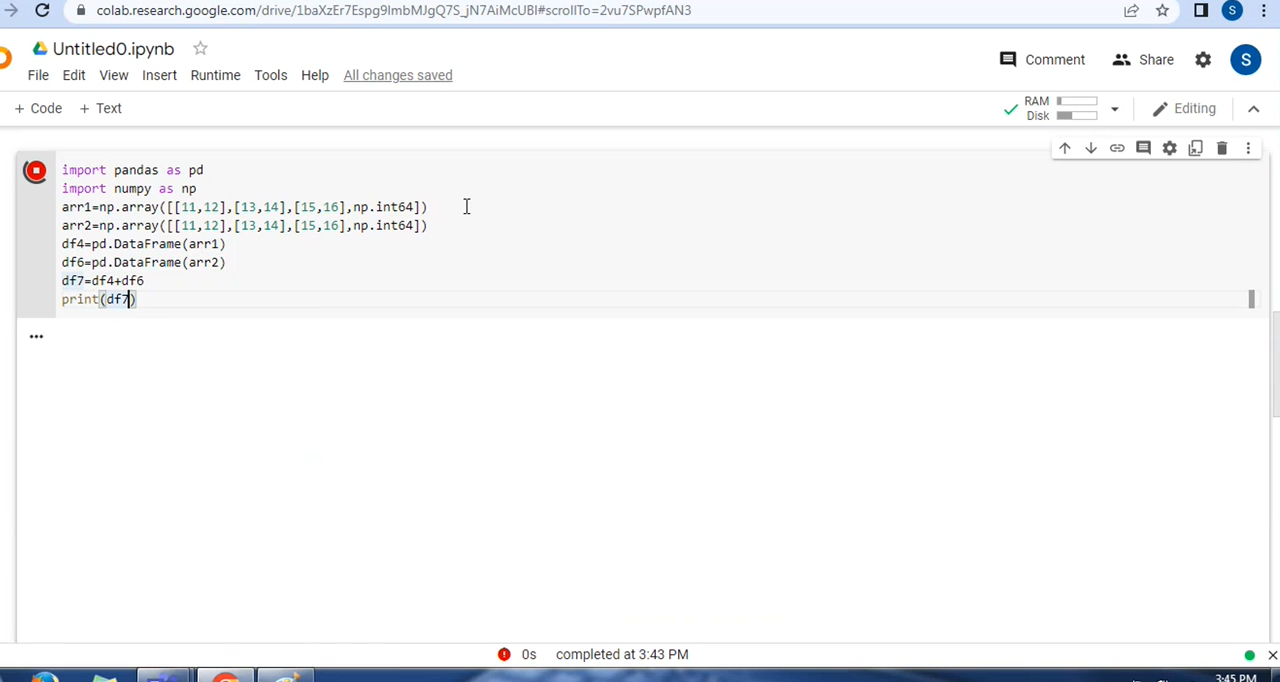 colab.research.google.com/drive/1baXzEr7Espg9lmbMJgQ7S_jN7AiMcUBl#scrollTo=2vu7SPwpfAN3
S
Untitled0.ipynb
Comment Share S
File Edit View Insert Runtime Tools Help All changes saved
+ Code + Text
RAM
Disk
Editing
import pandas as pd
import numpy as np
arr1=np.array([[11,12],[13,14],[15,16],np.int64])
arr2=np.array([[11,12],[13,14],[15,16],np.int64])
df4=pd.DataFrame(arr1)
df6=pd.DataFrame(arr2)
df7=df4+df6
print(df7)
0s completed at 3:43 PM
3:45 PM